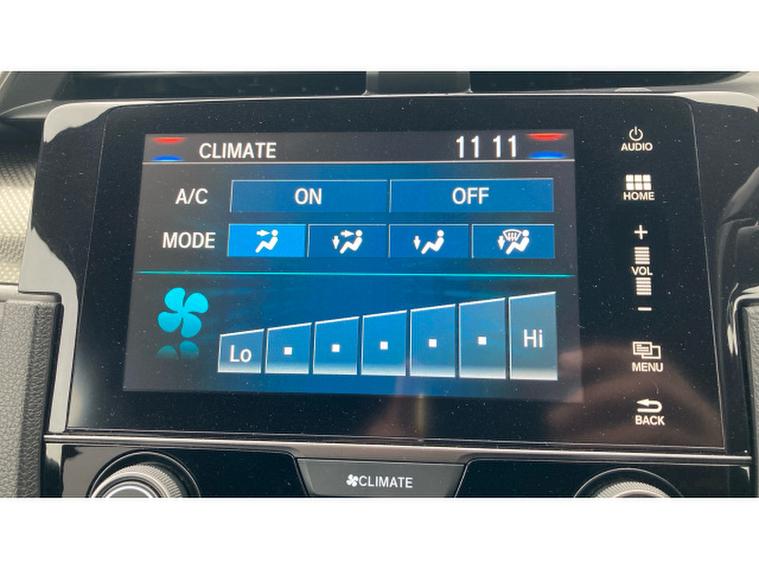 CLIMATE 11 11
A/C ON OFF
MODE
Lo Hi
AUDIO
HOME
+
VOL
-
MENU
BACK
CLIMATE